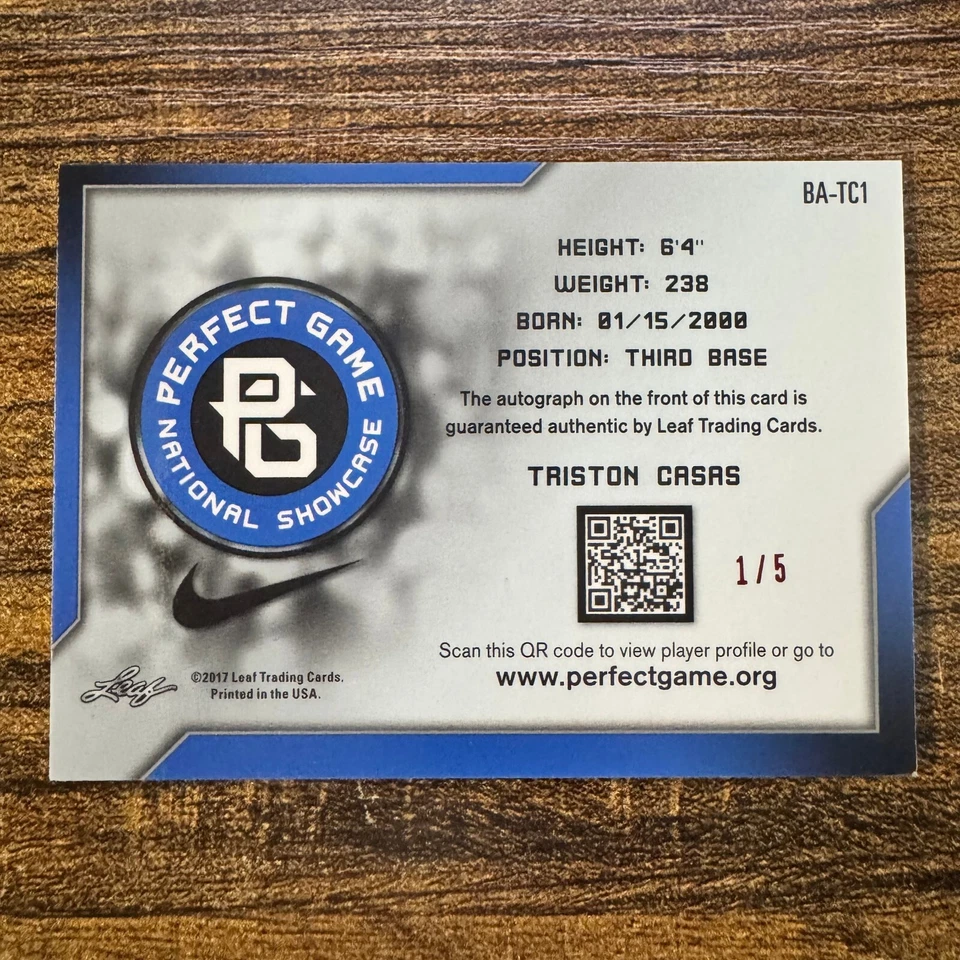 BA-TC1
HEIGHT: 6'4"
WEIGHT: 238
BORN: 01/15/2000
POSITION: THIRD BASE
The autograph on the front of this card is
guaranteed authentic by Leaf Trading Cards.
TRISTON CASAS
1/5
Scan this QR code to view player profile or go to
www.perfectgame.org
PERFECT GAME
PG
NATIONAL SHOWCASE
Leaf
©2017 Leaf Trading Cards.
Printed in the USA.